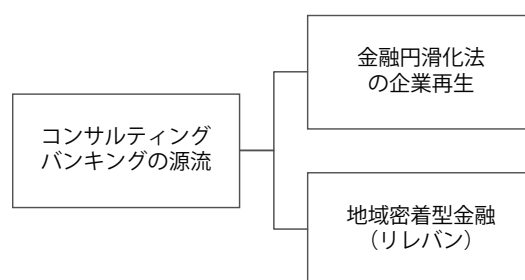 コンサルティング
バンキングの源流
金融円滑化法
の企業再生
地域密着型金融
（リレバン）